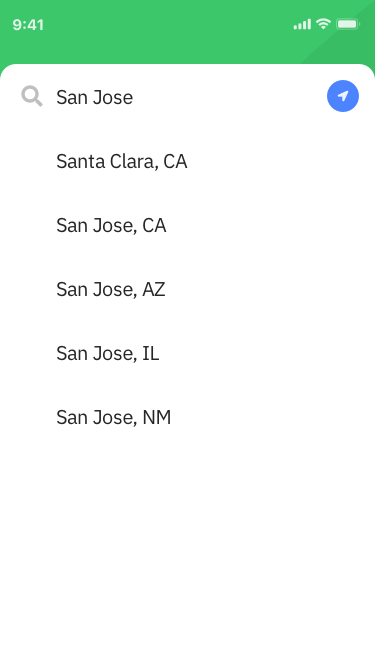 9:41
San Jose
Santa Clara, CA
San Jose, CA
San Jose, AZ
San Jose, IL
San Jose, NM